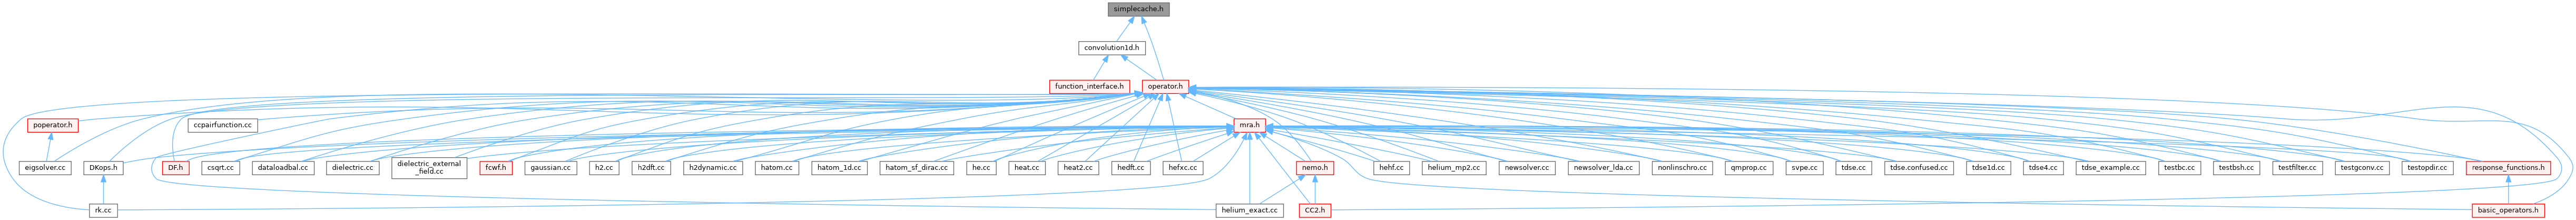 simplecache.h
convolution1d.h
function_interface.h
operator.h
poperator.h
ccpairfunction.cc
mra.h
eigsolver.cc
DKops.h
DF.h
csqrt.cc
dataloadbal.cc
dielectric.cc
dielectric_external
_field.cc
fcwf.h
gaussian.cc
h2.cc
h2dft.cc
h2dynamic.cc
hatom.cc
hatom_1d.cc
hatom_sf_dirac.cc
he.cc
heat.cc
heat2.cc
hedft.cc
hefxc.cc
nemo.h
hehf.cc
helium_mp2.cc
newsolver.cc
newsolver_lda.cc
nonlinschro.cc
qmprop.cc
svpe.cc
tdse.cc
tdse.confused.cc
tdse1d.cc
tdse4.cc
tdse_example.cc
testbc.cc
testbsh.cc
testfilter.cc
testgconv.cc
testopdir.cc
response_functions.h
rk.cc
helium_exact.cc
CC2.h
basic_operators.h